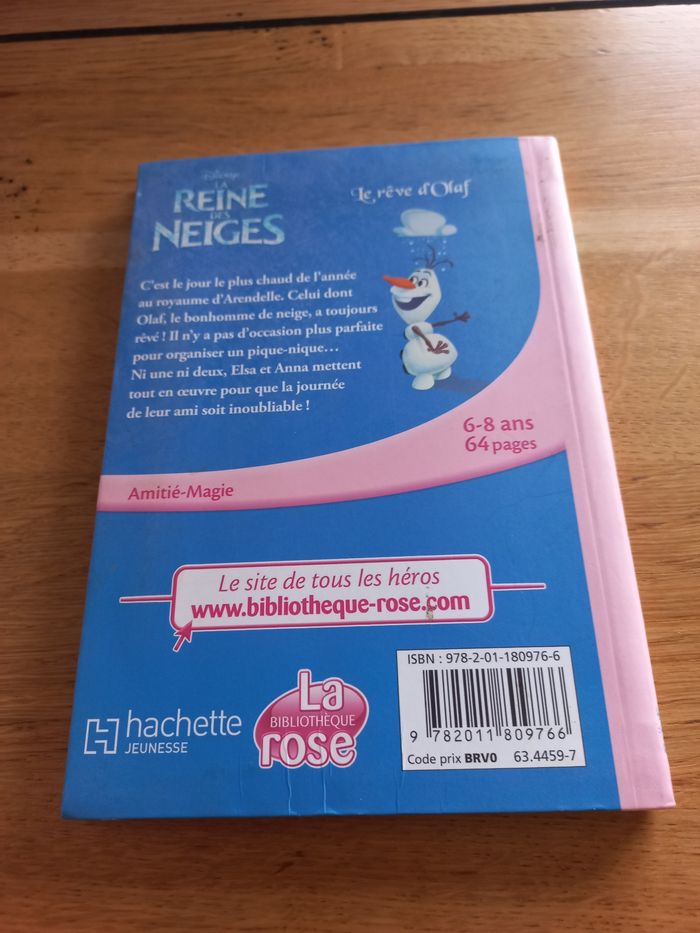 Disney
LA
REINE
DES
NEIGES
Le rêve d'Olaf
C'est le jour le plus chaud de l'année
au royaume d'Arendelle. Celui dont
Olaf, le bonhomme de neige, a toujours
rêvé ! Il n'y a pas d'occasion plus parfaite
pour organiser un pique-nique…
Ni une ni deux, Elsa et Anna mettent
tout en œuvre pour que la journée
de leur ami soit inoubliable !
6-8 ans
64 pages
Amitié-Magie
Le site de tous les héros
www.bibliotheque-rose.com
hachette
JEUNESSE
La
BIBLIOTHÈQUE
rose
ISBN : 978-2-01-180976-6
9 782011 809766
Code prix BRV0 63.4459-7